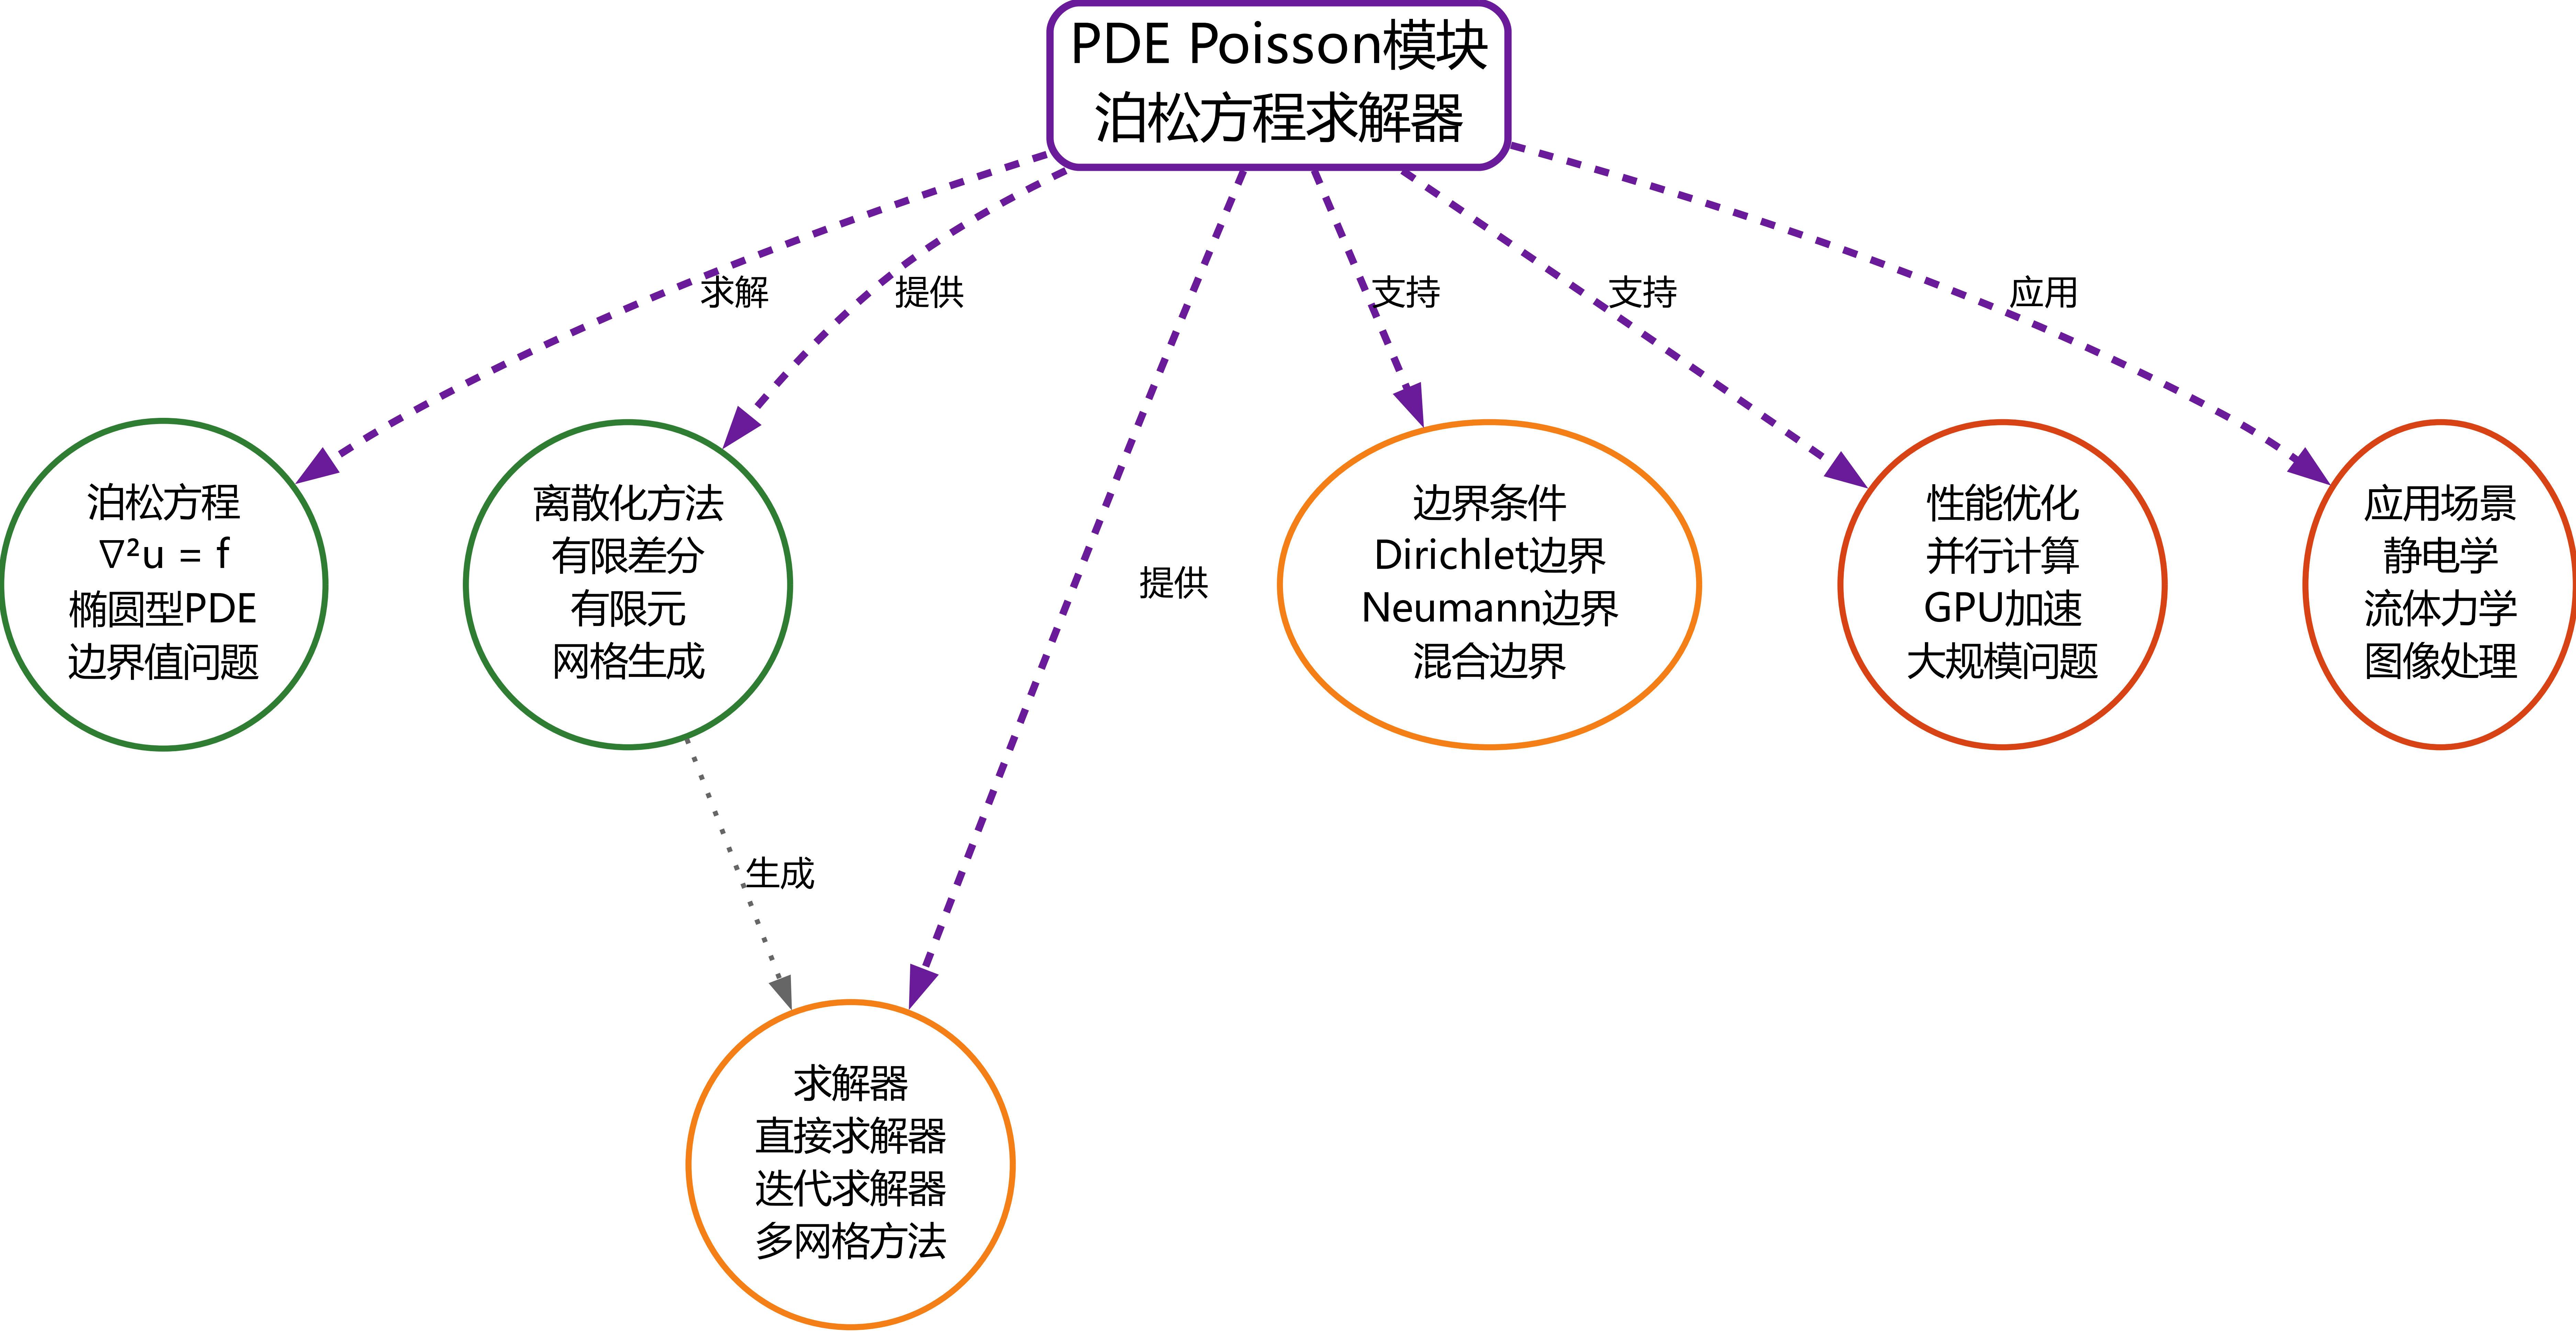 PDE Poisson模块
泊松方程求解器
求解
提供
支持
支持
应用
泊松方程
∇²u = f
椭圆型PDE
边界值问题
离散化方法
有限差分
有限元
网格生成
提供
边界条件
Dirichlet边界
Neumann边界
混合边界
性能优化
并行计算
GPU加速
大规模问题
应用场景
静电学
流体力学
图像处理
生成
求解器
直接求解器
迭代求解器
多网格方法